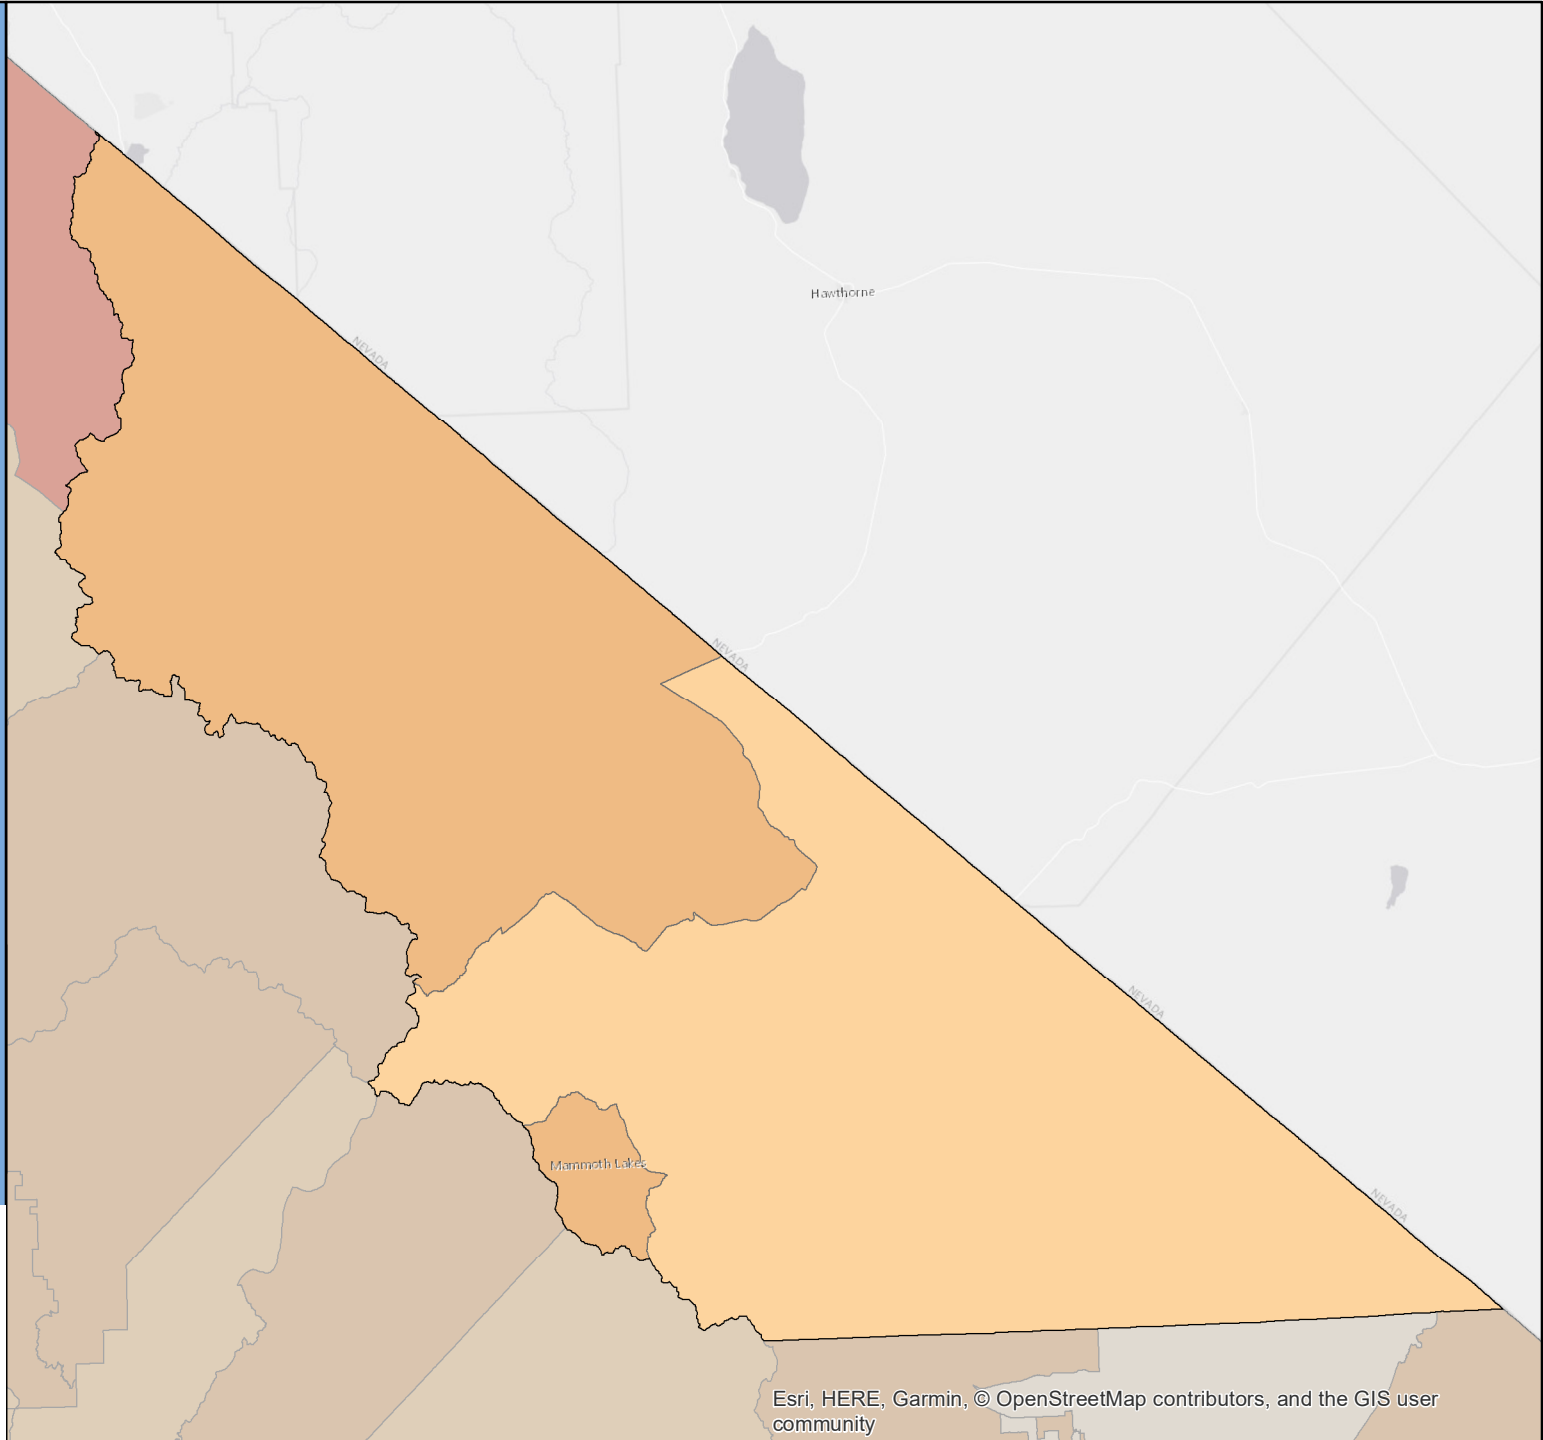 Hawthorne
NEVADA
NEVADA
NEVADA
Mammoth Lakes
NEVADA
Esri, HERE, Garmin, © OpenStreetMap contributors, and the GIS user
community